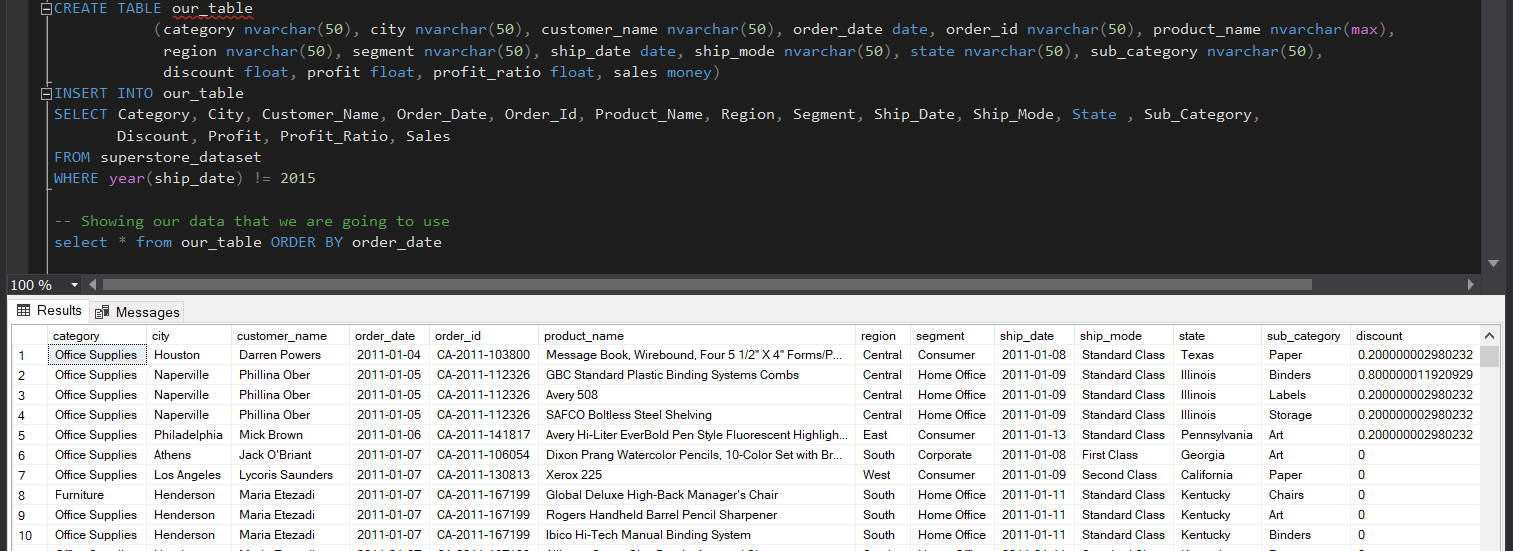 CREATE TABLE our_table
(category nvarchar(50), city nvarchar(50), customer_name nvarchar(50), order_date date, order_id nvarchar(50), product_name nvarchar(max),
region nvarchar(50), segment nvarchar(50), ship_date date, ship_mode nvarchar(50), state nvarchar(50), sub_category nvarchar(50),
discount float, profit float, profit_ratio float, sales money)
INSERT INTO our_table
SELECT Category, City, Customer_Name, Order_Date, Order_Id, Product_Name, Region, Segment, Ship_Date, Ship_Mode, State , Sub_Category,
Discount, Profit, Profit_Ratio, Sales
FROM superstore_dataset
WHERE year(ship_date) != 2015
-- Showing our data that we are going to use
select * from our_table ORDER BY order_date
100 %
Results Messages
category city customer_name order_date order_id product_name region segment ship_date ship_mode state sub_category discount
1 Office Supplies Houston Darren Powers 2011-01-04 CA-2011-103800 Message Book, Wirebound, Four 5 1/2" X 4" Forms/P... Central Consumer 2011-01-08 Standard Class Texas Paper 0.200000002980232
2 Office Supplies Naperville Phillina Ober 2011-01-05 CA-2011-112326 GBC Standard Plastic Binding Systems Combs Central Home Office 2011-01-09 Standard Class Illinois Binders 0.800000011920929
3 Office Supplies Naperville Phillina Ober 2011-01-05 CA-2011-112326 Avery 508 Central Home Office 2011-01-09 Standard Class Illinois Labels 0.200000002980232
4 Office Supplies Naperville Phillina Ober 2011-01-05 CA-2011-112326 SAFCO Boltless Steel Shelving Central Home Office 2011-01-09 Standard Class Illinois Storage 0.200000002980232
5 Office Supplies Philadelphia Mick Brown 2011-01-06 CA-2011-141817 Avery Hi-Liter EverBold Pen Style Fluorescent Highligh... East Consumer 2011-01-13 Standard Class Pennsylvania Art 0.200000002980232
6 Office Supplies Athens Jack O'Briant 2011-01-07 CA-2011-106054 Dixon Prang Watercolor Pencils, 10-Color Set with Br... South Corporate 2011-01-08 First Class Georgia Art 0
7 Office Supplies Los Angeles Lycoris Saunders 2011-01-07 CA-2011-130813 Xerox 225 West Consumer 2011-01-09 Second Class California Paper 0
8 Furniture Henderson Maria Etezadi 2011-01-07 CA-2011-167199 Global Deluxe High-Back Manager's Chair South Home Office 2011-01-11 Standard Class Kentucky Chairs 0
9 Office Supplies Henderson Maria Etezadi 2011-01-07 CA-2011-167199 Rogers Handheld Barrel Pencil Sharpener South Home Office 2011-01-11 Standard Class Kentucky Art 0
10 Office Supplies Henderson Maria Etezadi 2011-01-07 CA-2011-167199 Ibico Hi-Tech Manual Binding System South Home Office 2011-01-11 Standard Class Kentucky Binders 0